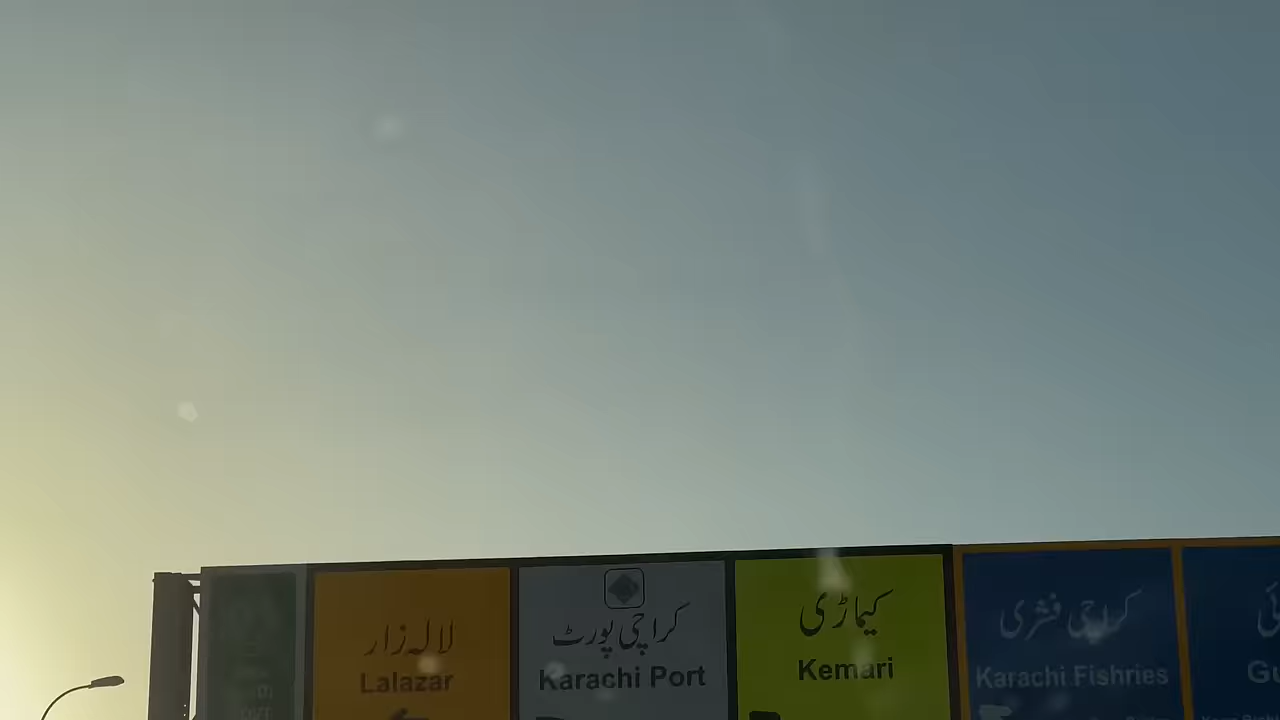 لالہ زار
Lalazar
کراچی پورٹ
Karachi Port
کیماڑی
Kemari
کراچی فشری
Karachi Fishries